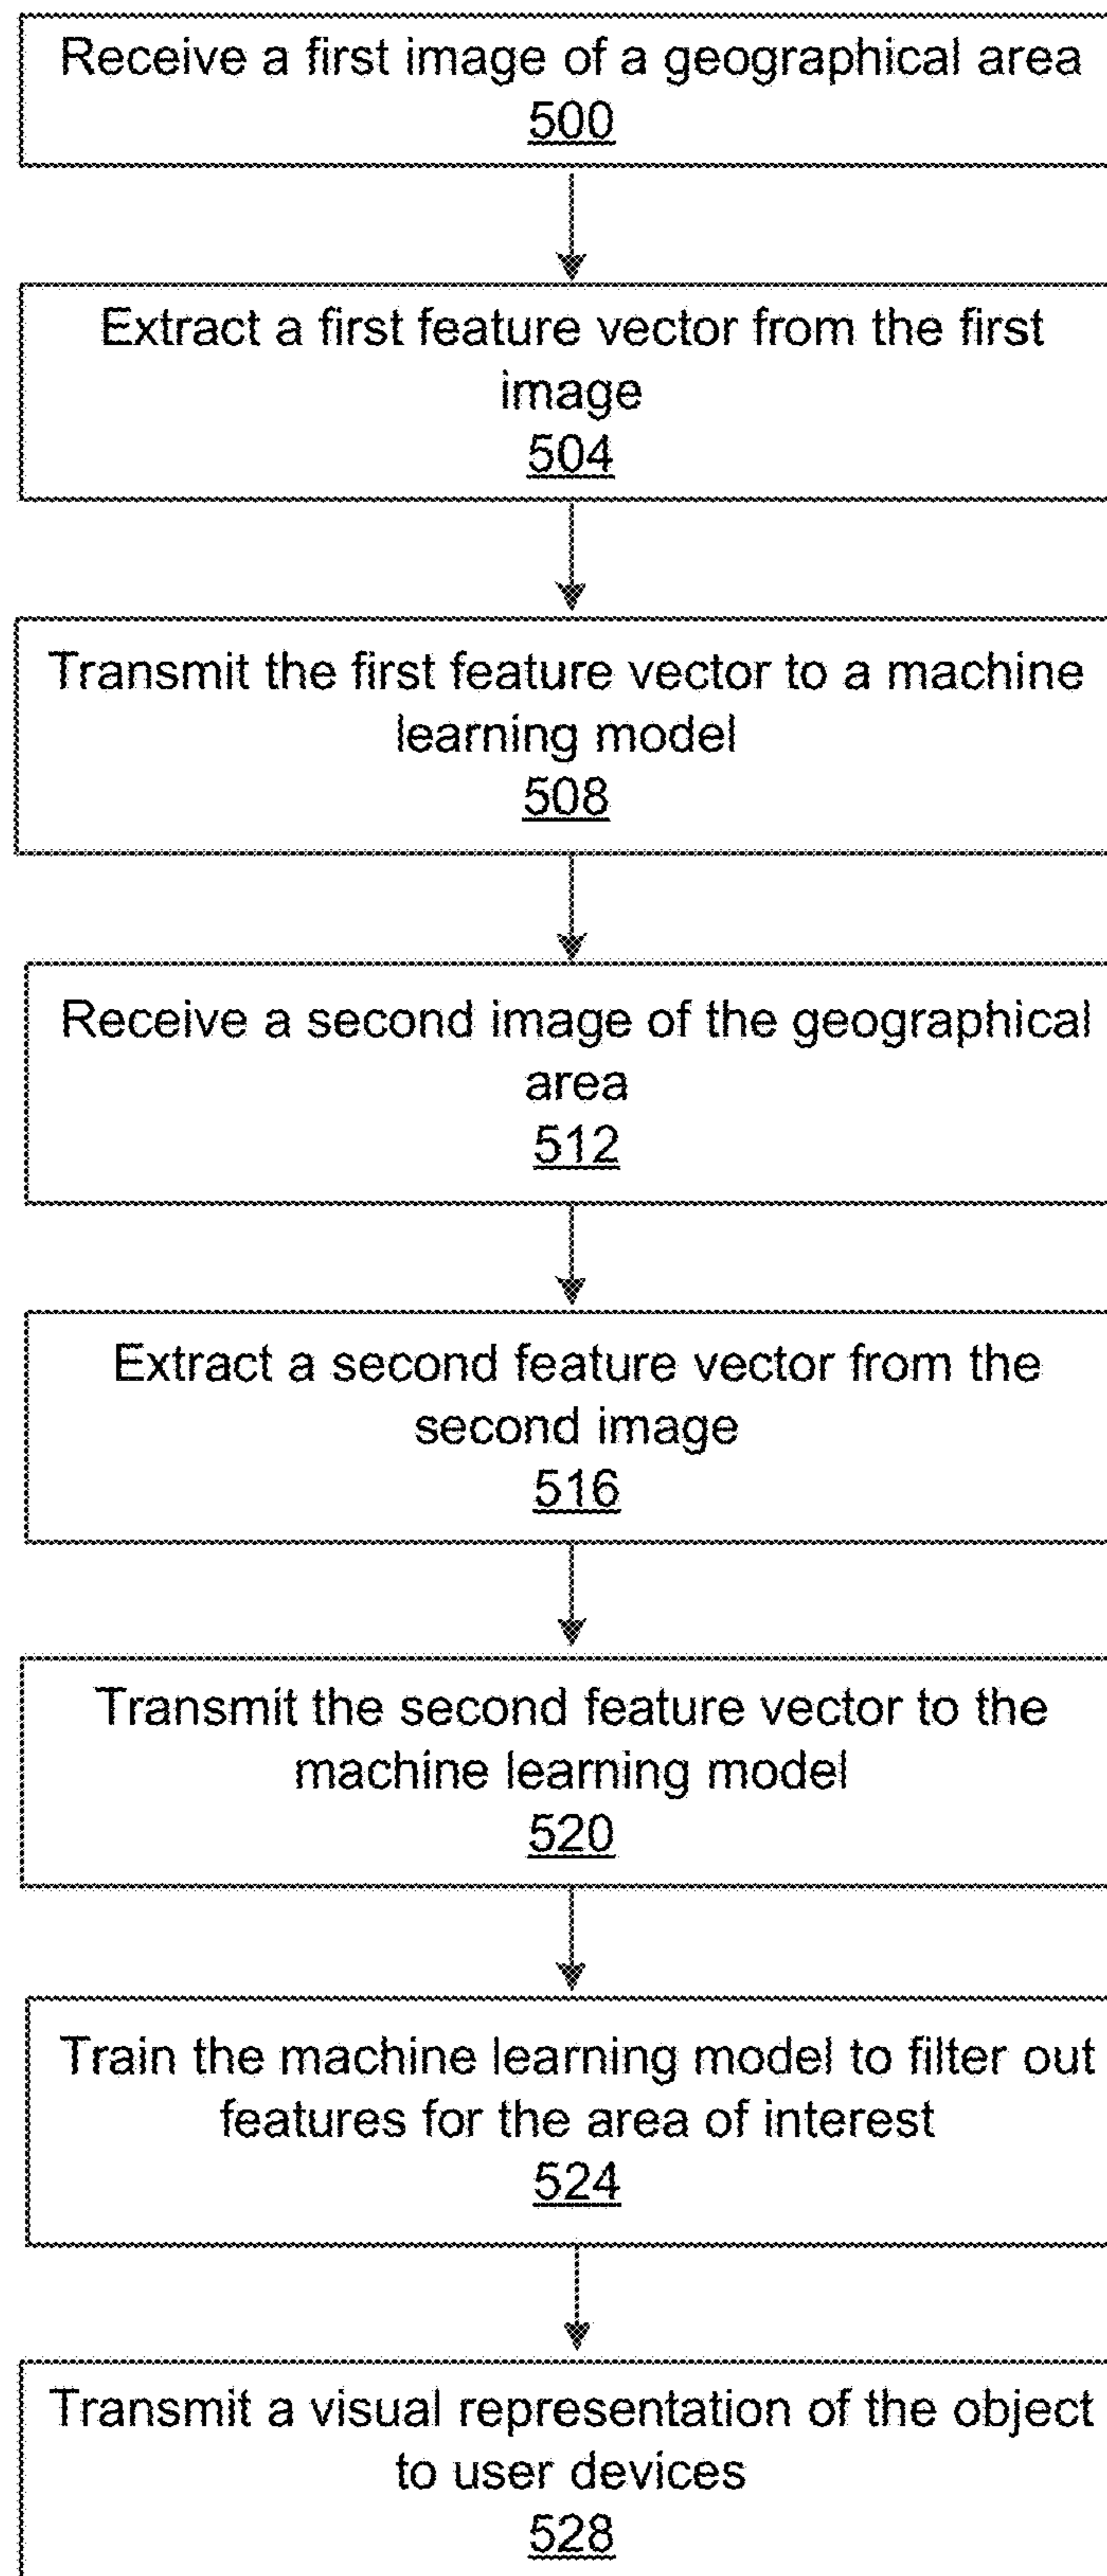 Receive a first image of a geographical area
500
Extract a first feature vector from the first
image
504
Transmit the first feature vector to a machine
learning model
508
Receive a second image of the geographical
area
512
Extract a second feature vector from the
second image
516
Transmit the second feature vector to the
machine learning model
520
Train the machine learning model to filter out
features for the area of interest
524
Transmit a visual representation of the object
to user devices
528